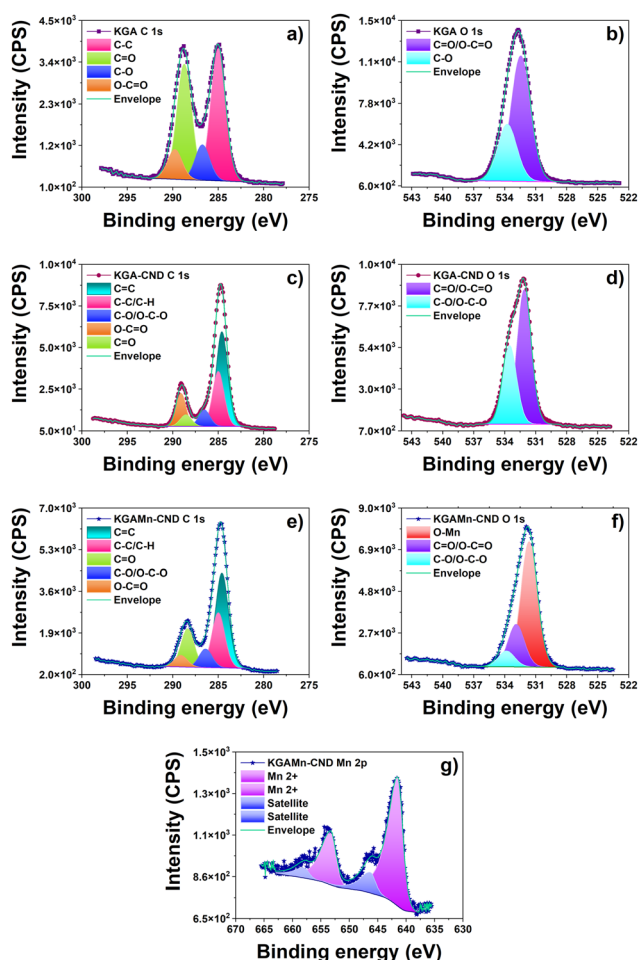 Intensity (CPS)
4.4×10³
3.4×10³
2.3×10³
1.2×10³
1.0×10²
KGA C 1s
C-C
C=O
C-O
O-C=O
Envelope
a)
300 295 290 285 280 275
Binding energy (eV)
Intensity (CPS)
1.5×10⁴
1.1×10⁴
7.8×10³
4.2×10³
6.0×10²
KGA O 1s
C=O/O-C=O
C-O
Envelope
b)
543 540 537 534 531 528 525 522
Binding energy (eV)
Intensity (CPS)
1.0×10⁴
7.5×10³
5.0×10³
2.5×10³
5.0×10¹
KGA-CND C 1s
C=C
C-C/C-H
C-O/O-C-O
O-C=O
C=O
Envelope
c)
300 295 290 285 280 275
Binding energy (eV)
Intensity (CPS)
1.0×10⁴
7.7×10³
5.4×10³
3.0×10³
7.0×10²
KGA-CND O 1s
C=O/O-C=O
C-O/O-C-O
Envelope
d)
543 540 537 534 531 528 525 522
Binding energy (eV)
Intensity (CPS)
7.0×10³
5.3×10³
3.6×10³
1.9×10³
2.0×10²
KGAMn-CND C 1s
C=C
C-C/C-H
C=O
C-O/O-C-O
O-C=O
Envelope
e)
300 295 290 285 280 275
Binding energy (eV)
Intensity (CPS)
9.0×10³
6.9×10³
4.8×10³
2.7×10³
6.0×10²
KGAMn-CND O 1s
O-Mn
C=O/O-C=O
C-O/O-C-O
Envelope
f)
543 540 537 534 531 528 525 522
Binding energy (eV)
Intensity (CPS)
1.5×10³
1.3×10³
1.1×10³
8.6×10²
6.5×10²
KGAMn-CND Mn 2p
Mn 2+
Mn 2+
Satellite
Satellite
Envelope
g)
670 665 660 655 650 645 640 635 630
Binding energy (eV)